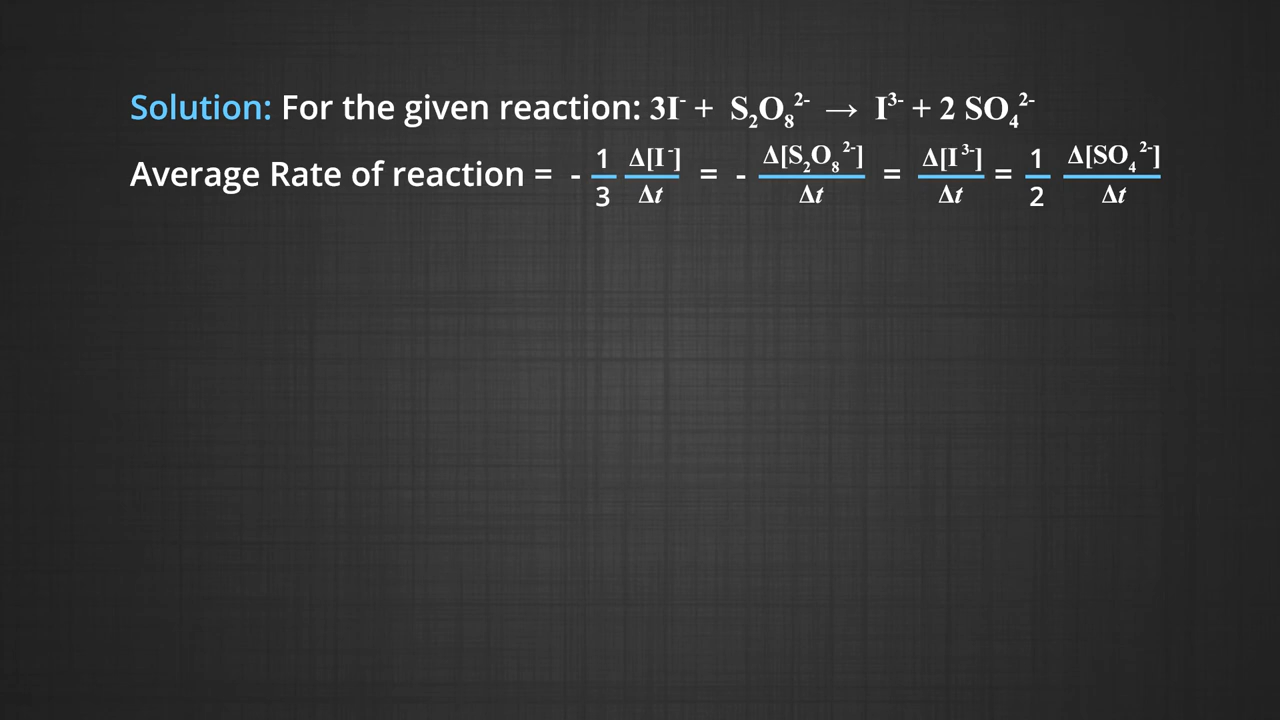 Solution: For the given reaction: 3I⁻ + S₂O₈²⁻ → I³⁻ + 2 SO₄²⁻
Average Rate of reaction = - 1/3 Δ[I⁻]/Δt = - Δ[S₂O₈²⁻]/Δt = Δ[I³⁻]/Δt = 1/2 Δ[SO₄²⁻]/Δt